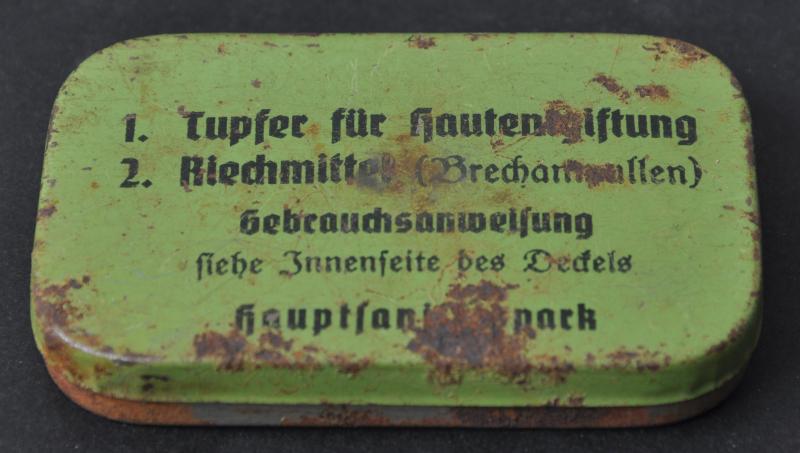 1. Tupfer für Hautentgiftung
2. Riechmittel (Brechampullen)
Gebrauchsanweisung
siehe Innenseite des Deckels
Hauptsanitätspark